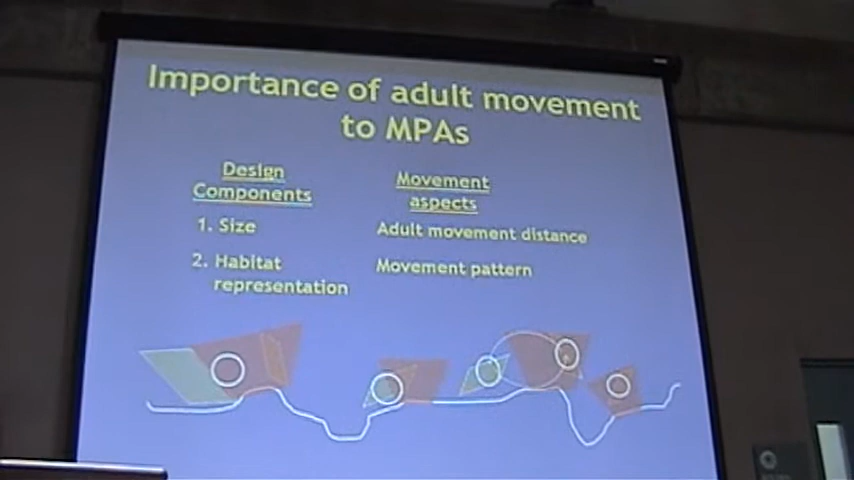 Importance of adult movement
to MPAs
Design
Components
Movement
aspects
1. Size
Adult movement distance
2. Habitat
representation
Movement pattern